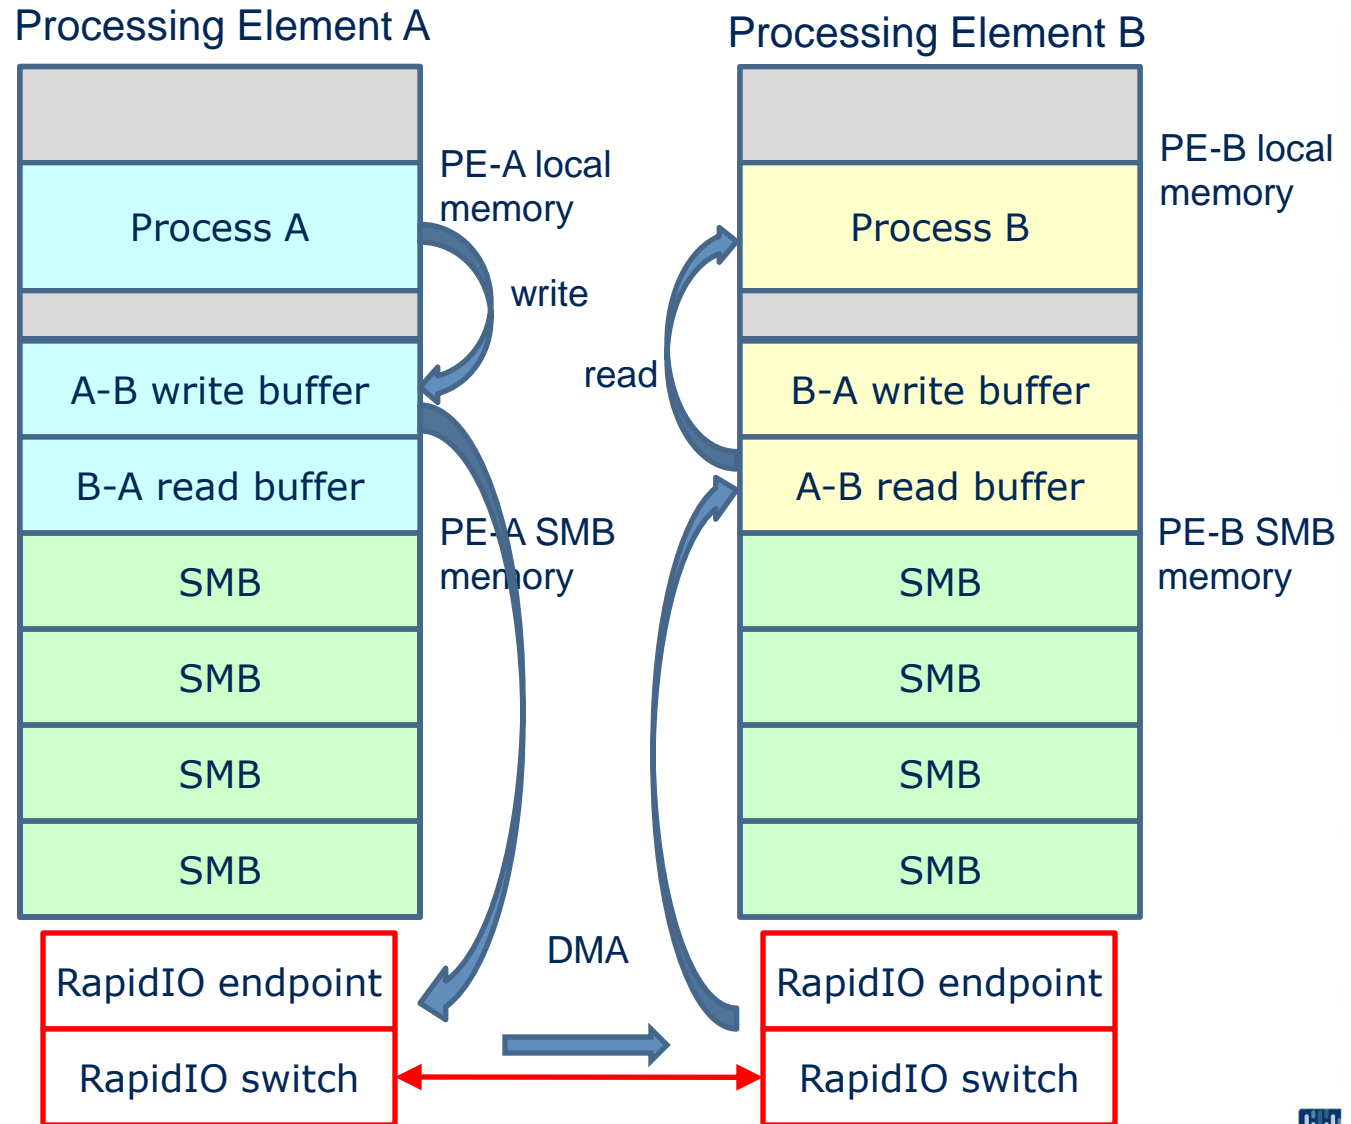 Processing Element A
Processing Element B
PE-A local
memory
PE-B local
memory
Process A
Process B
write
read
A-B write buffer
B-A write buffer
B-A read buffer
A-B read buffer
PE-A SMB
memory
PE-B SMB
memory
SMB
SMB
SMB
SMB
SMB
SMB
SMB
SMB
DMA
RapidIO endpoint
RapidIO endpoint
RapidIO switch
RapidIO switch